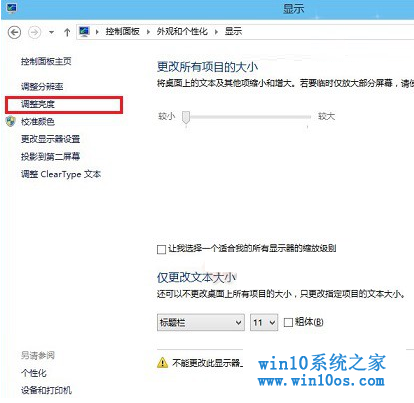 显示
控制面板 外观和个性化 显示
控制面板主页
调整分辨率
调整亮度
校准颜色
更改显示器设置
投影到第二屏幕
调整 ClearType 文本
更改所有项目的大小
将桌面上的文本及其他项缩小和增大。若要临时仅放大部分屏幕，请使
较小 较大
让我选择一个适合我的所有显示器的缩放级别
仅更改文本大小
还可以不更改桌面上所有项目的大小，只更改指定项目的文本大小。
标题栏 11 粗体(B)
不能更改此显示器。
另请参阅
个性化
设备和打印机
win10系统之家
www.win10os.com